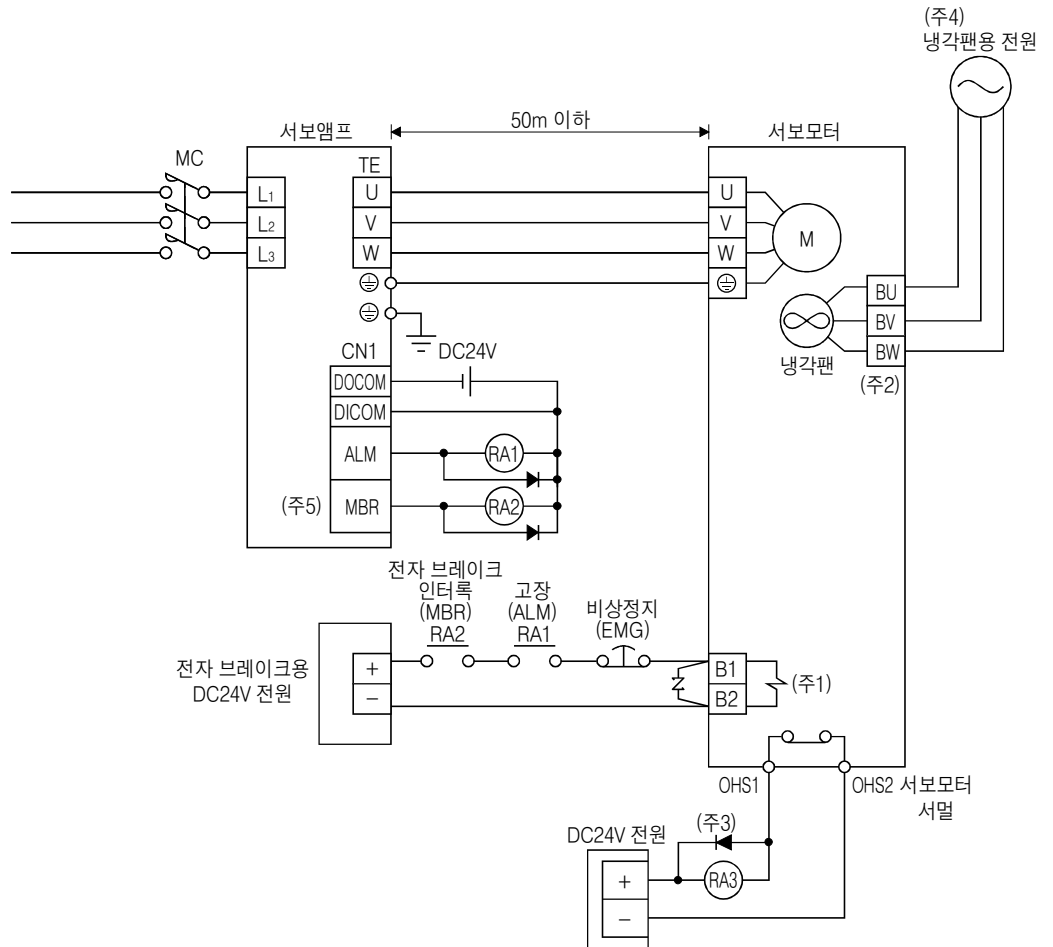 (주4)
냉각팬용 전원
서보앰프
50m 이하
서보모터
MC
TE
L1
L2
L3
U
V
W
U
V
W
M
BU
BV
BW
냉각팬
(주2)
CN1
DC24V
DOCOM
DICOM
ALM
RA1
(주5)
MBR
RA2
전자 브레이크
인터록
(MBR)
RA2
고장
(ALM)
RA1
비상정지
(EMG)
전자 브레이크용
DC24V 전원
+
−
B1
B2
(주1)
OHS1
OHS2 서보모터
서멀
(주3)
DC24V 전원
+
−
RA3